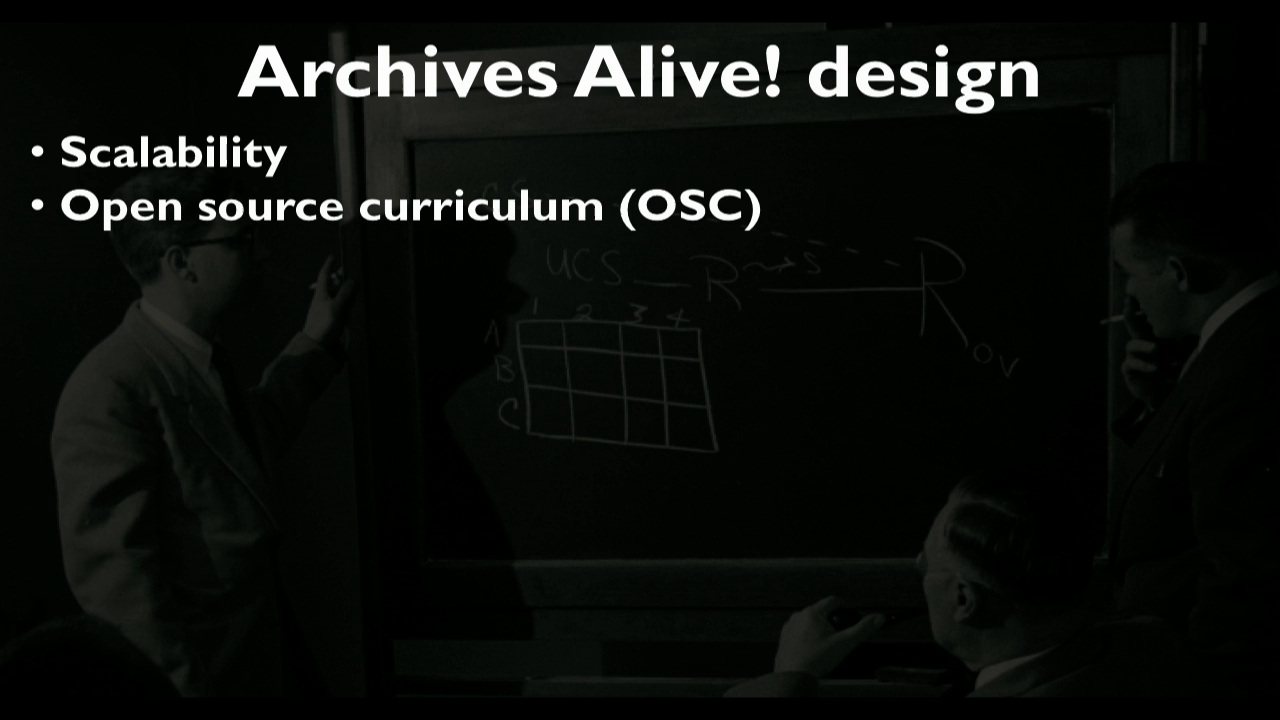 Archives Alive! design
• Scalability
• Open source curriculum (OSC)
UCS — R s R
OV
1 2 3 4
A
B
C